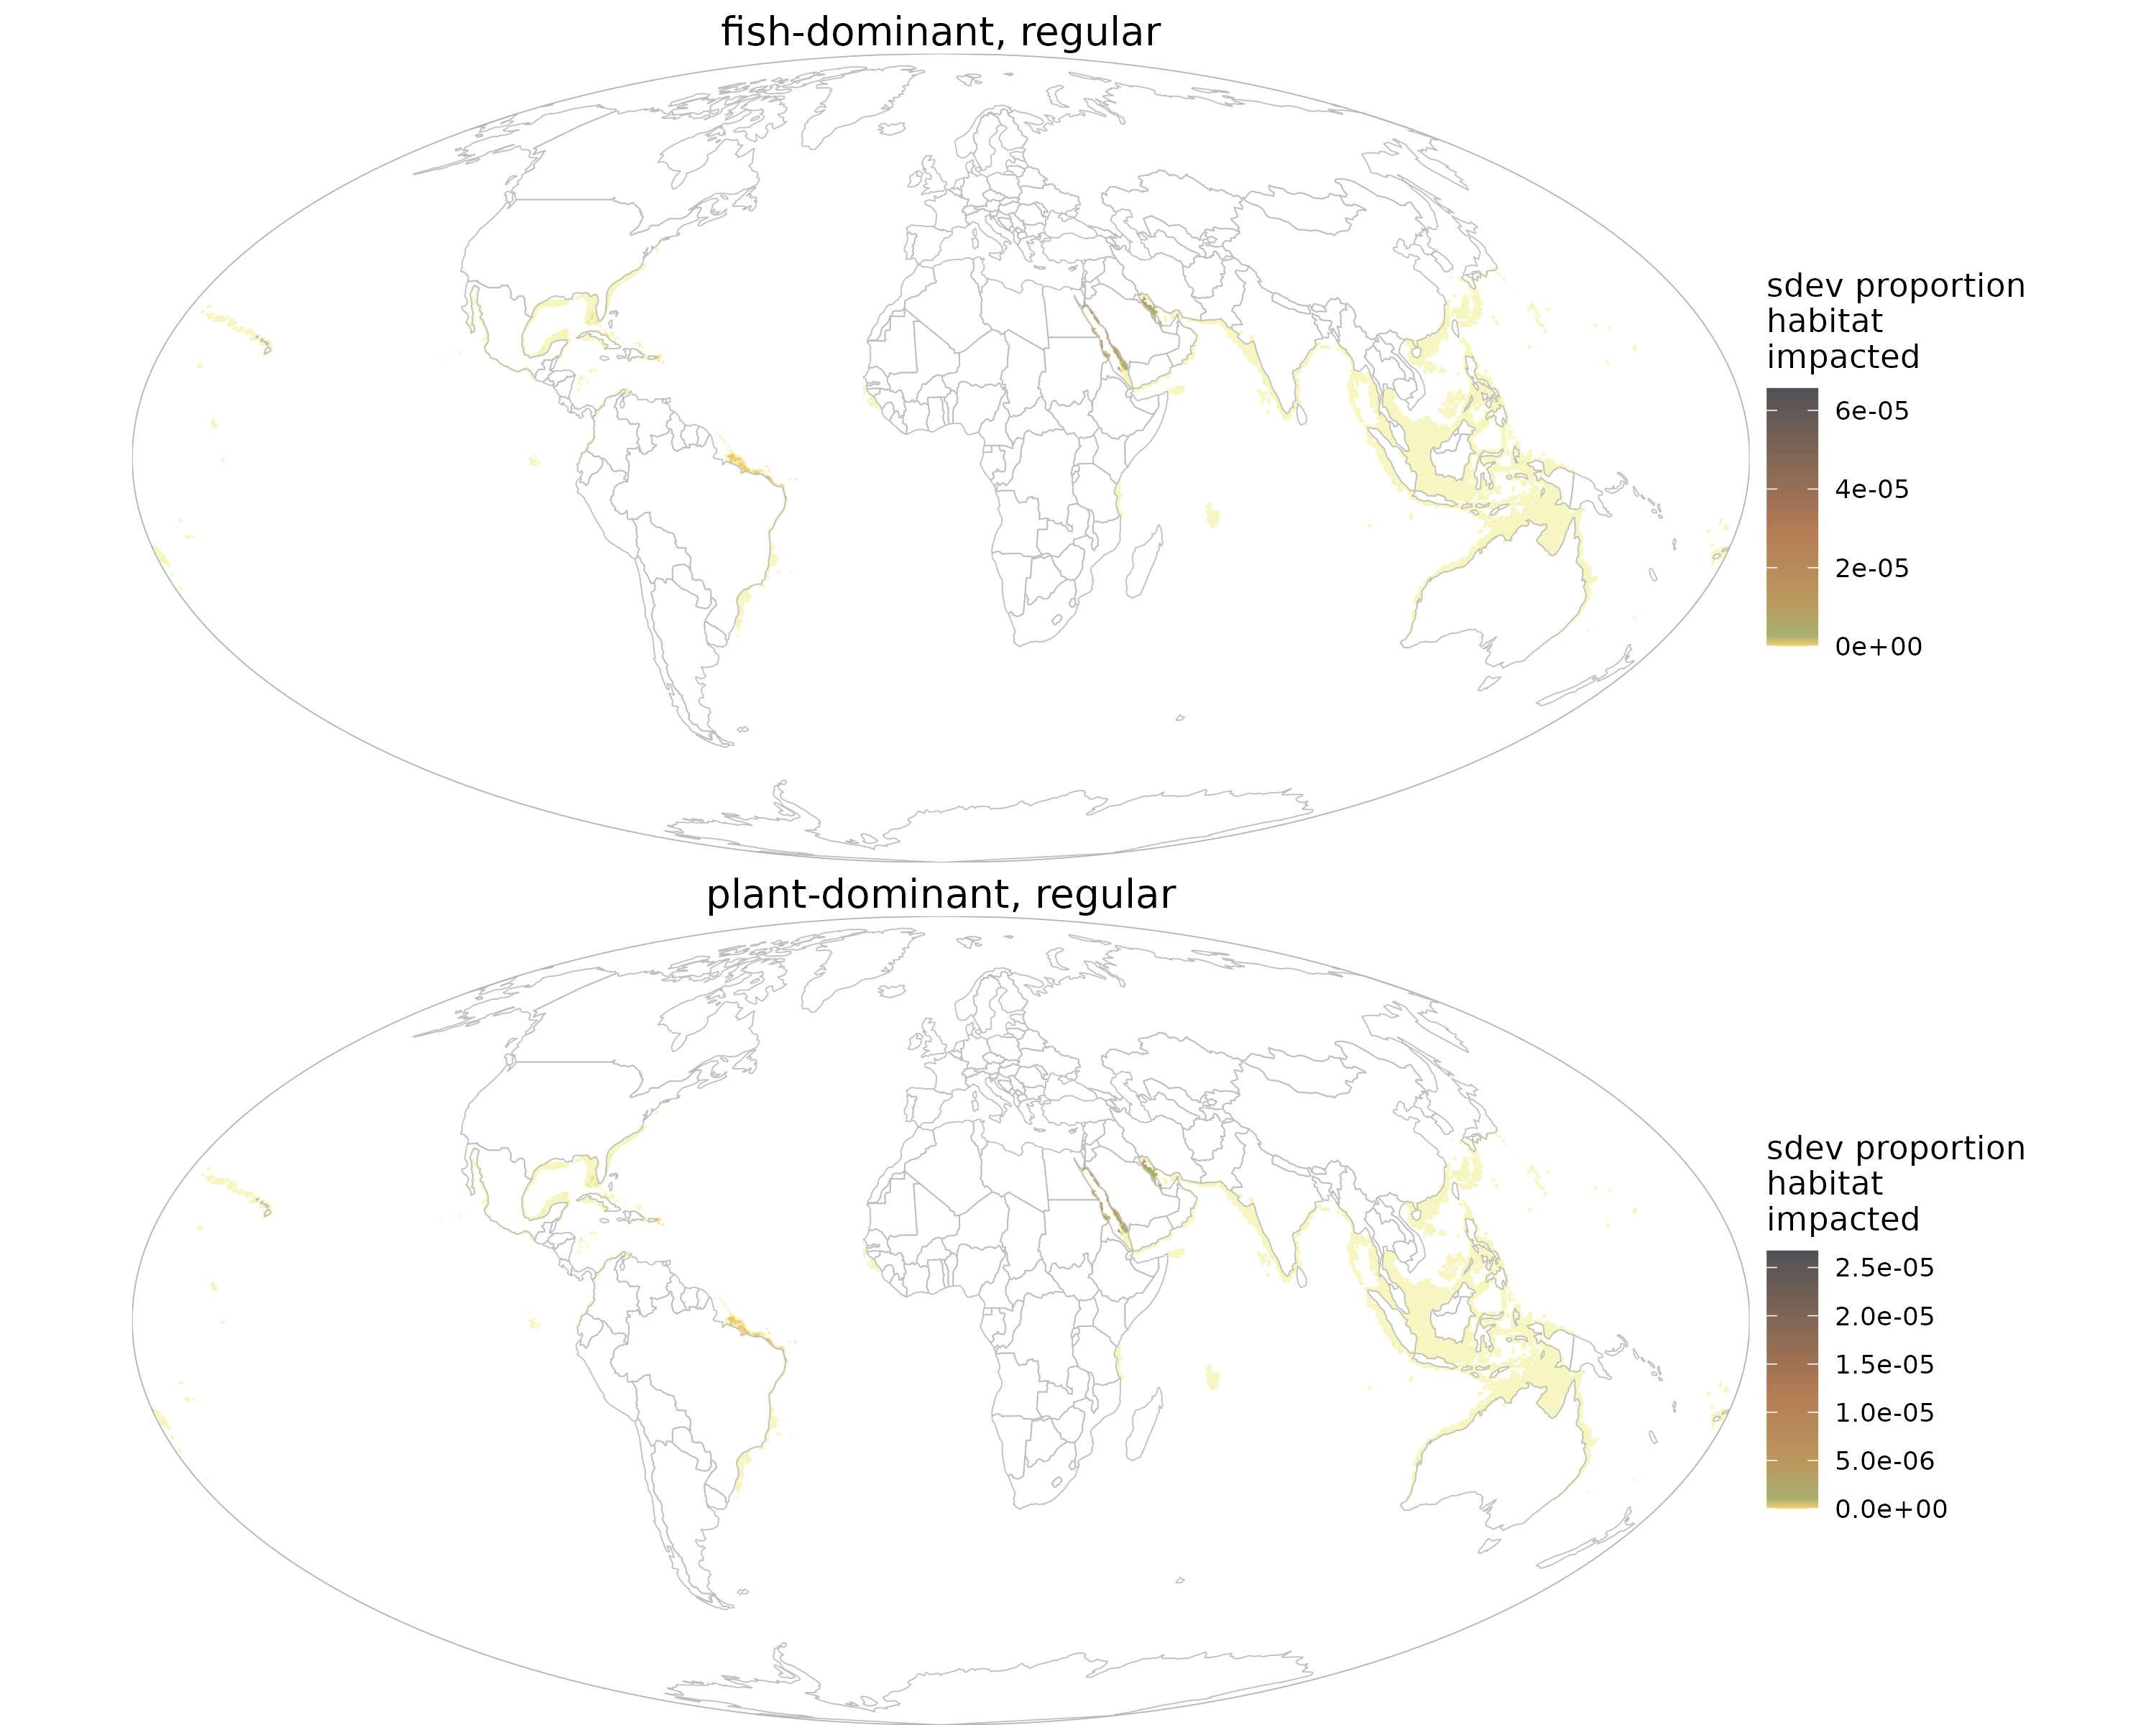 fish-dominant, regular
sdev proportion
habitat
impacted
6e-05
4e-05
2e-05
0e+00
plant-dominant, regular
sdev proportion
habitat
impacted
2.5e-05
2.0e-05
1.5e-05
1.0e-05
5.0e-06
0.0e+00